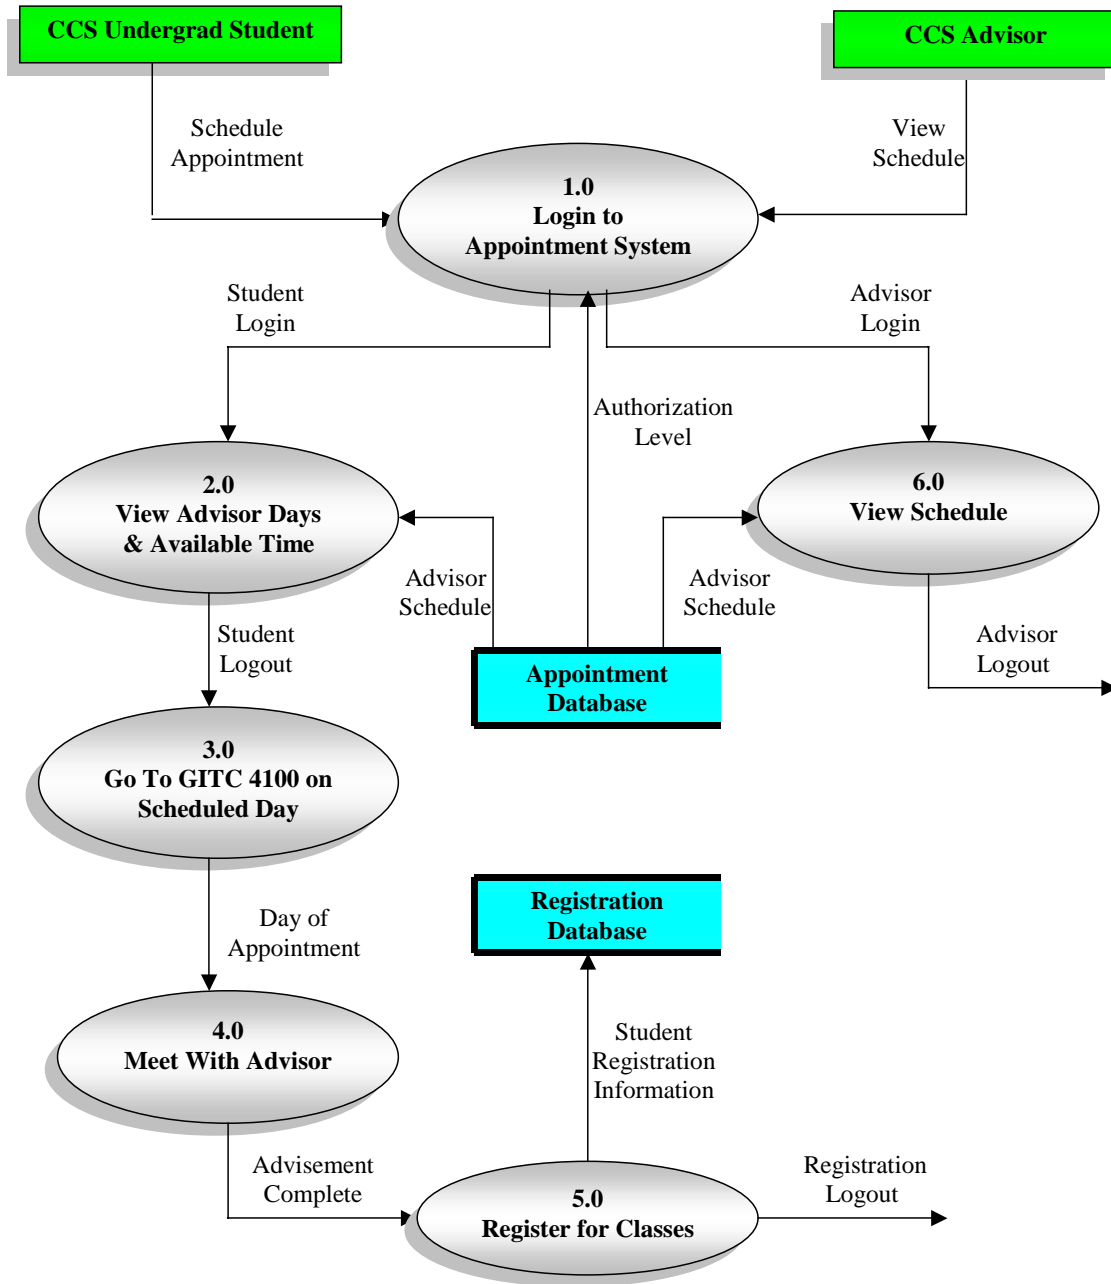 CCS Undergrad Student
CCS Advisor
Schedule
Appointment
View
Schedule
1.0
Login to
Appointment System
Student
Login
Advisor
Login
Authorization
Level
2.0
View Advisor Days
& Available Time
6.0
View Schedule
Advisor
Schedule
Advisor
Schedule
Student
Logout
Appointment
Database
Advisor
Logout
3.0
Go To GITC 4100 on
Scheduled Day
Day of
Appointment
Registration
Database
4.0
Meet With Advisor
Student
Registration
Information
Advisement
Complete
5.0
Register for Classes
Registration
Logout